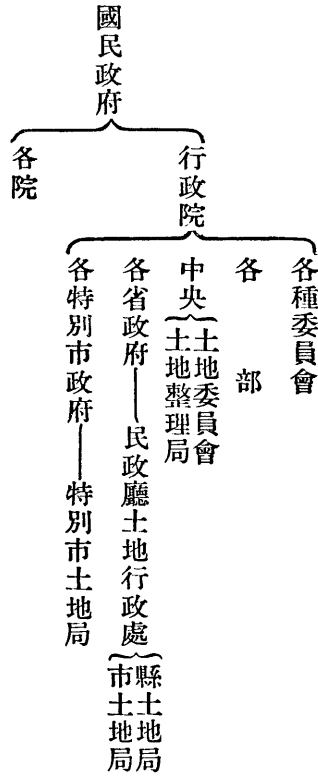 國民政府
行政院
各種委員會
各部
中央
土地委員會
土地整理局
各省政府——民政廳土地行政處
縣土地局
市土地局
各特別市政府——特別市土地局
各院